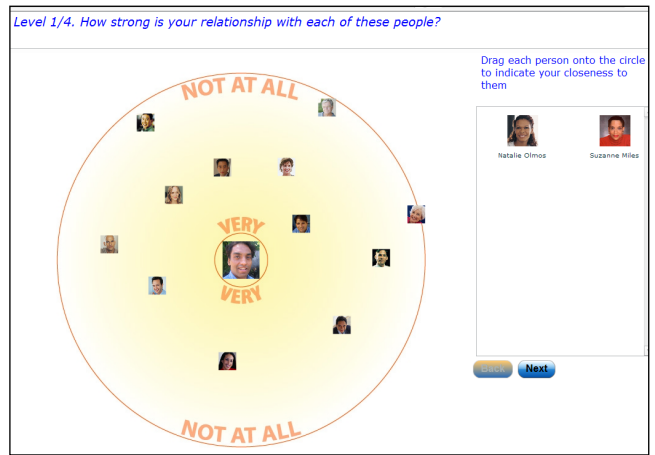 Level 1/4. How strong is your relationship with each of these people?
Drag each person onto the circle
to indicate your closeness to
them
NOT AT ALL
Natalie Olmos
Suzanne Miles
VERY
VERY
Back
Next
NOT AT ALL